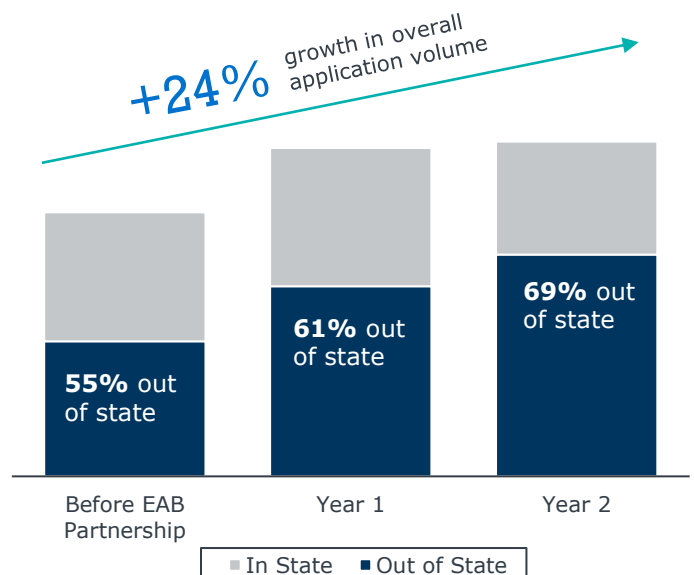 +24%
growth in overall
application volume
55% out
of state
61% out
of state
69% out
of state
Before EAB
Partnership
Year 1
Year 2
In State
Out of State